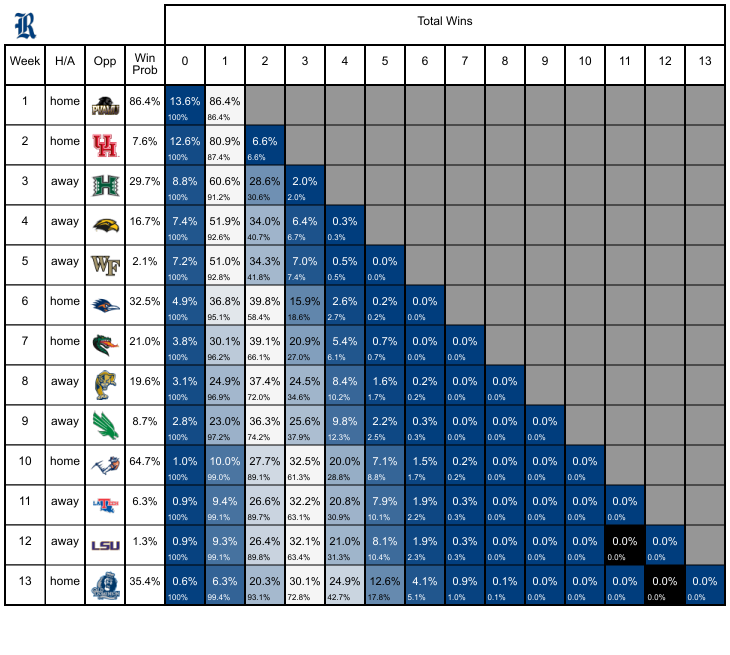 R
Total Wins
Week H/A Opp Win Prob 0 1 2 3 4 5 6 7 8 9 10 11 12 13
1 home PVAMU 86.4% 13.6% 86.4%
100% 86.4%
2 home UH 7.6% 12.6% 80.9% 6.6%
100% 87.4% 6.6%
3 away H 29.7% 8.8% 60.6% 28.6% 2.0%
100% 91.2% 30.6% 2.0%
4 away 16.7% 7.4% 51.9% 34.0% 6.4% 0.3%
100% 92.6% 40.7% 6.7% 0.3%
5 away WF 2.1% 7.2% 51.0% 34.3% 7.0% 0.5% 0.0%
100% 92.8% 41.8% 7.4% 0.5% 0.0%
6 home 32.5% 4.9% 36.8% 39.8% 15.9% 2.6% 0.2% 0.0%
100% 95.1% 58.4% 18.6% 2.7% 0.2% 0.0%
7 home 21.0% 3.8% 30.1% 39.1% 20.9% 5.4% 0.7% 0.0% 0.0%
100% 96.2% 66.1% 27.0% 6.1% 0.7% 0.0% 0.0%
8 away 19.6% 3.1% 24.9% 37.4% 24.5% 8.4% 1.6% 0.2% 0.0% 0.0%
100% 96.9% 72.0% 34.6% 10.2% 1.7% 0.2% 0.0% 0.0%
9 away 8.7% 2.8% 23.0% 36.3% 25.6% 9.8% 2.2% 0.3% 0.0% 0.0% 0.0%
100% 97.2% 74.2% 37.9% 12.3% 2.5% 0.3% 0.0% 0.0% 0.0%
10 home 64.7% 1.0% 10.0% 27.7% 32.5% 20.0% 7.1% 1.5% 0.2% 0.0% 0.0% 0.0%
100% 99.0% 89.1% 61.3% 28.8% 8.8% 1.7% 0.2% 0.0% 0.0% 0.0%
11 away LA TECH 6.3% 0.9% 9.4% 26.6% 32.2% 20.8% 7.9% 1.9% 0.3% 0.0% 0.0% 0.0% 0.0%
100% 99.1% 89.7% 63.1% 30.9% 10.1% 2.2% 0.3% 0.0% 0.0% 0.0% 0.0%
12 away LSU 1.3% 0.9% 9.3% 26.4% 32.1% 21.0% 8.1% 1.9% 0.3% 0.0% 0.0% 0.0% 0.0% 0.0%
100% 99.1% 89.8% 63.4% 31.3% 10.4% 2.3% 0.3% 0.0% 0.0% 0.0% 0.0% 0.0%
13 home 35.4% 0.6% 6.3% 20.3% 30.1% 24.9% 12.6% 4.1% 0.9% 0.1% 0.0% 0.0% 0.0% 0.0% 0.0%
100% 99.4% 93.1% 72.8% 42.7% 17.8% 5.1% 1.0% 0.1% 0.0% 0.0% 0.0% 0.0% 0.0%